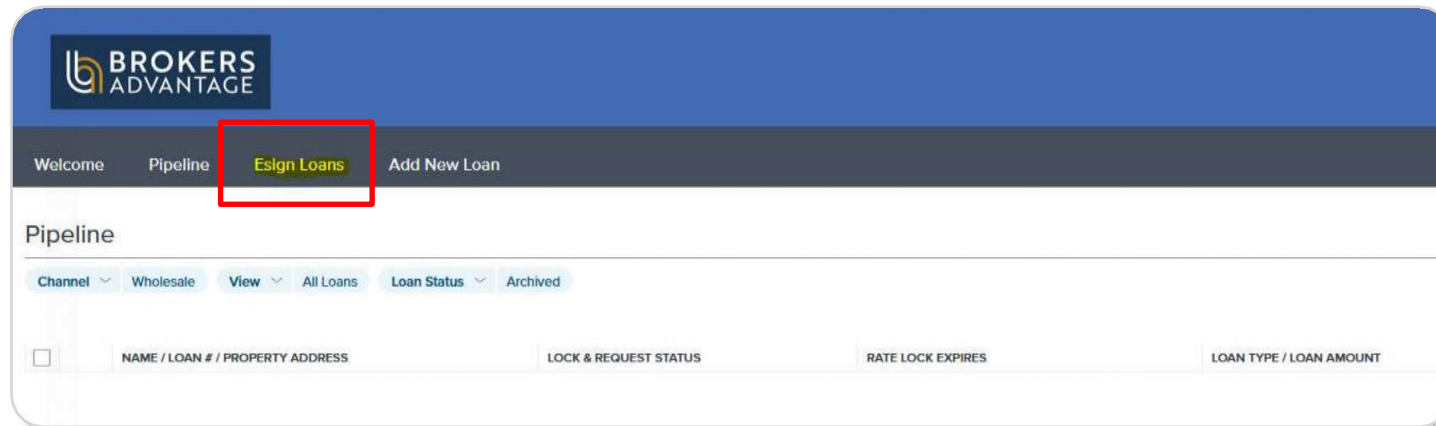 BROKERS
ADVANTAGE
Welcome Pipeline Esign Loans Add New Loan
Pipeline
Channel Wholesale View All Loans Loan Status Archived
NAME / LOAN # / PROPERTY ADDRESS LOCK & REQUEST STATUS RATE LOCK EXPIRES LOAN TYPE / LOAN AMOUNT